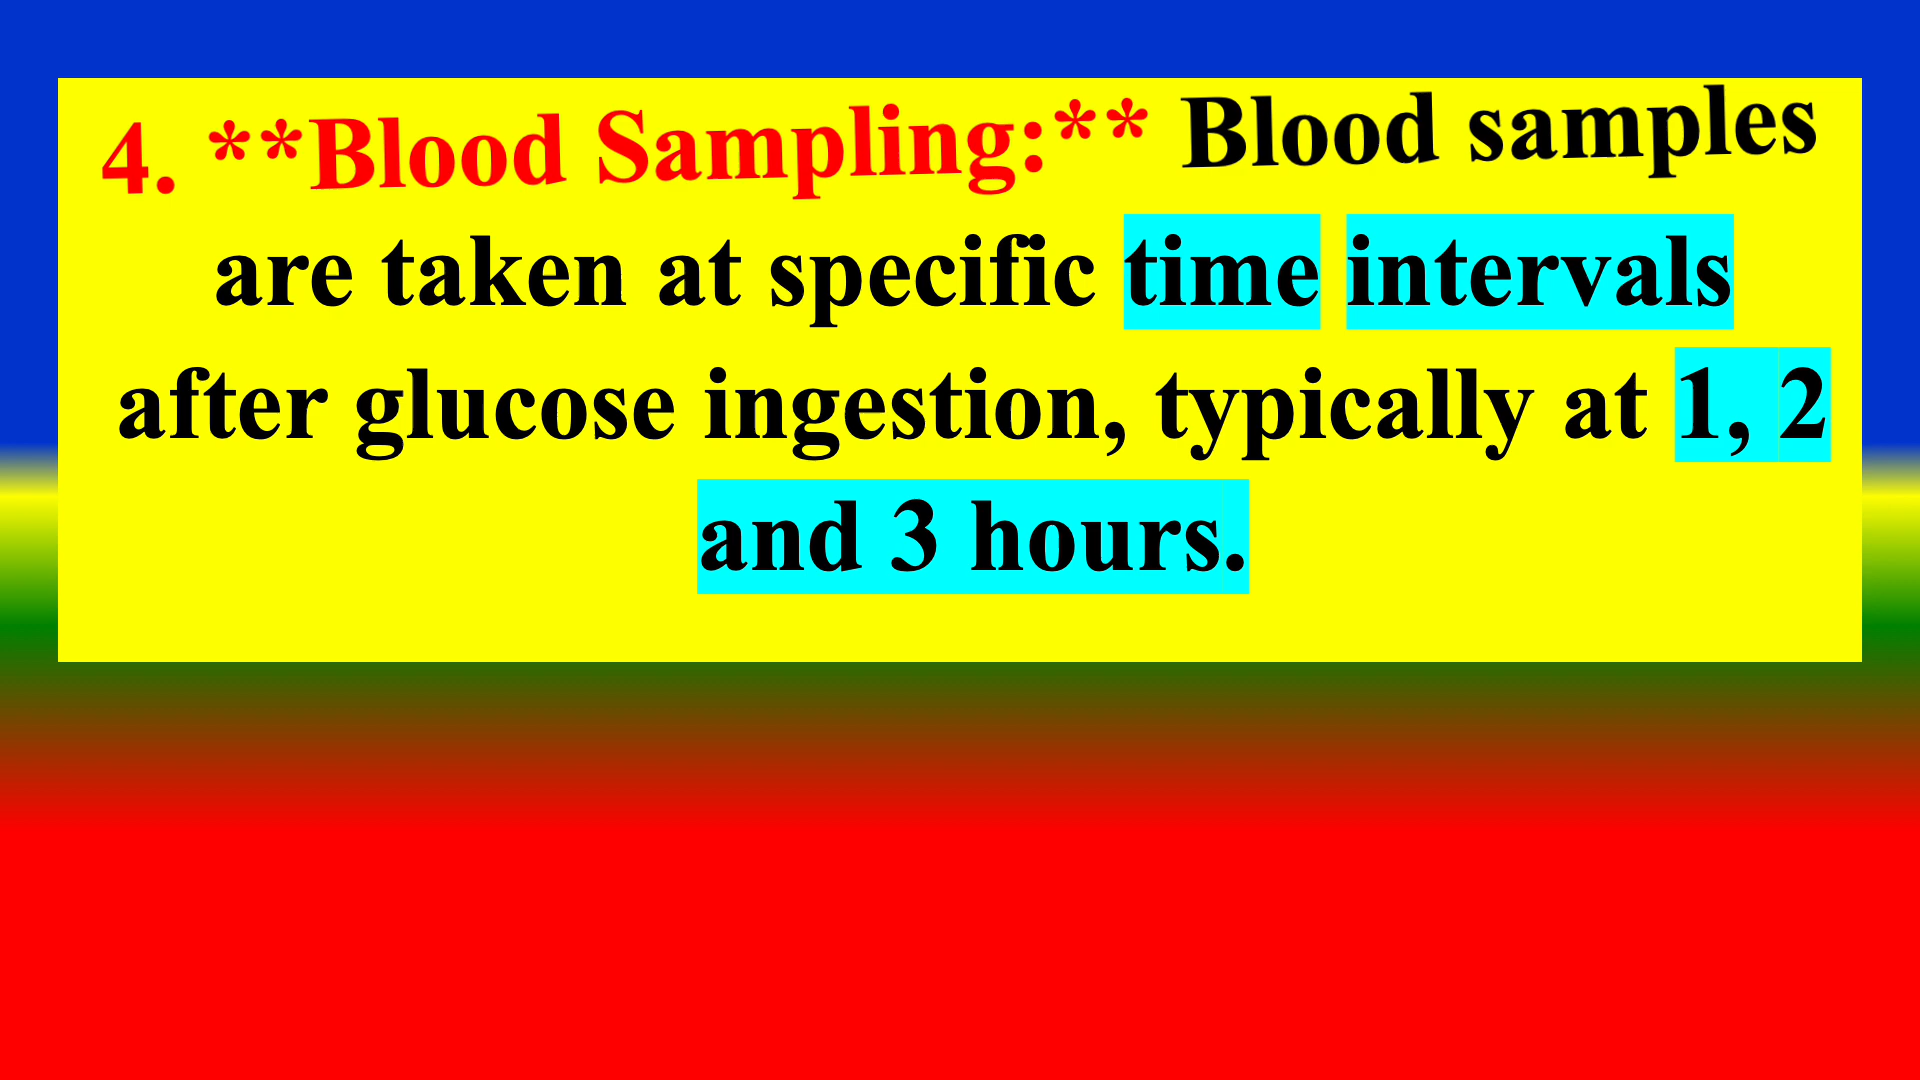 4. **Blood Sampling:** Blood samples
are taken at specific time intervals
after glucose ingestion, typically at 1, 2
and 3 hours.